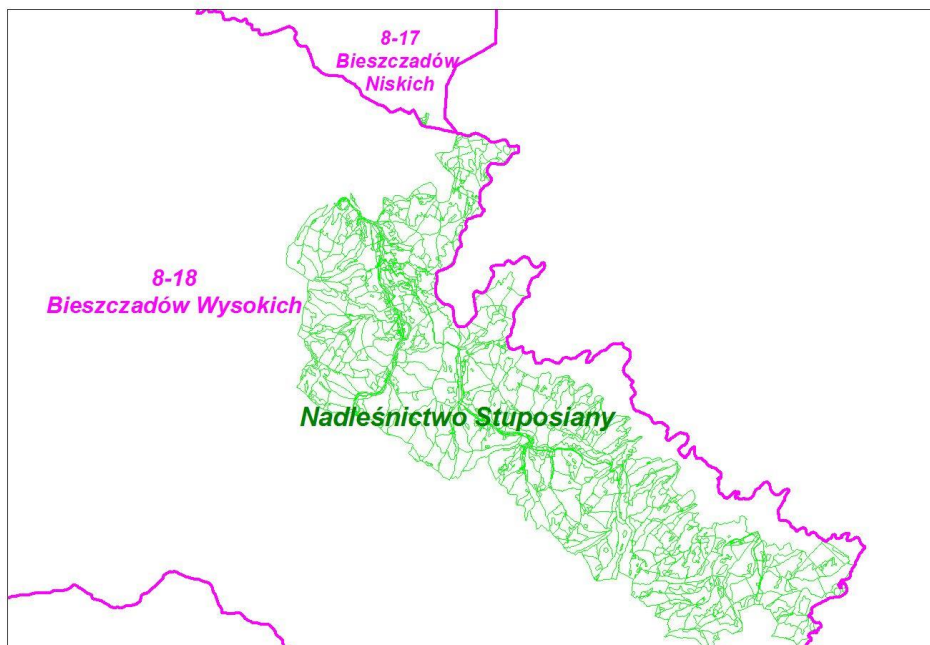 8-17
Bieszczadów
Niskich
8-18
Bieszczadów Wysokich
Nadleśnictwo Stuposiany